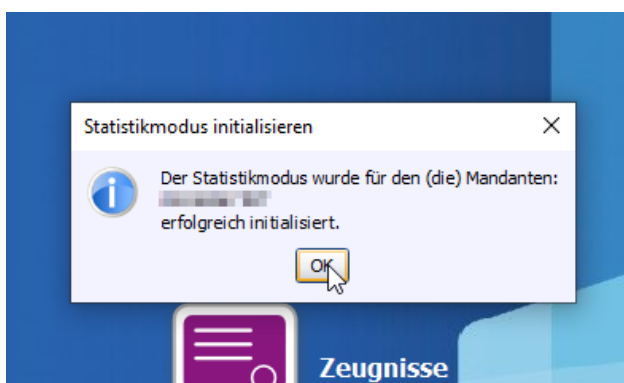 Statistikmodus initialisieren
Der Statistikmodus wurde für den (die) Mandanten:
erfolgreich initialisiert.
OK
Zeugnisse